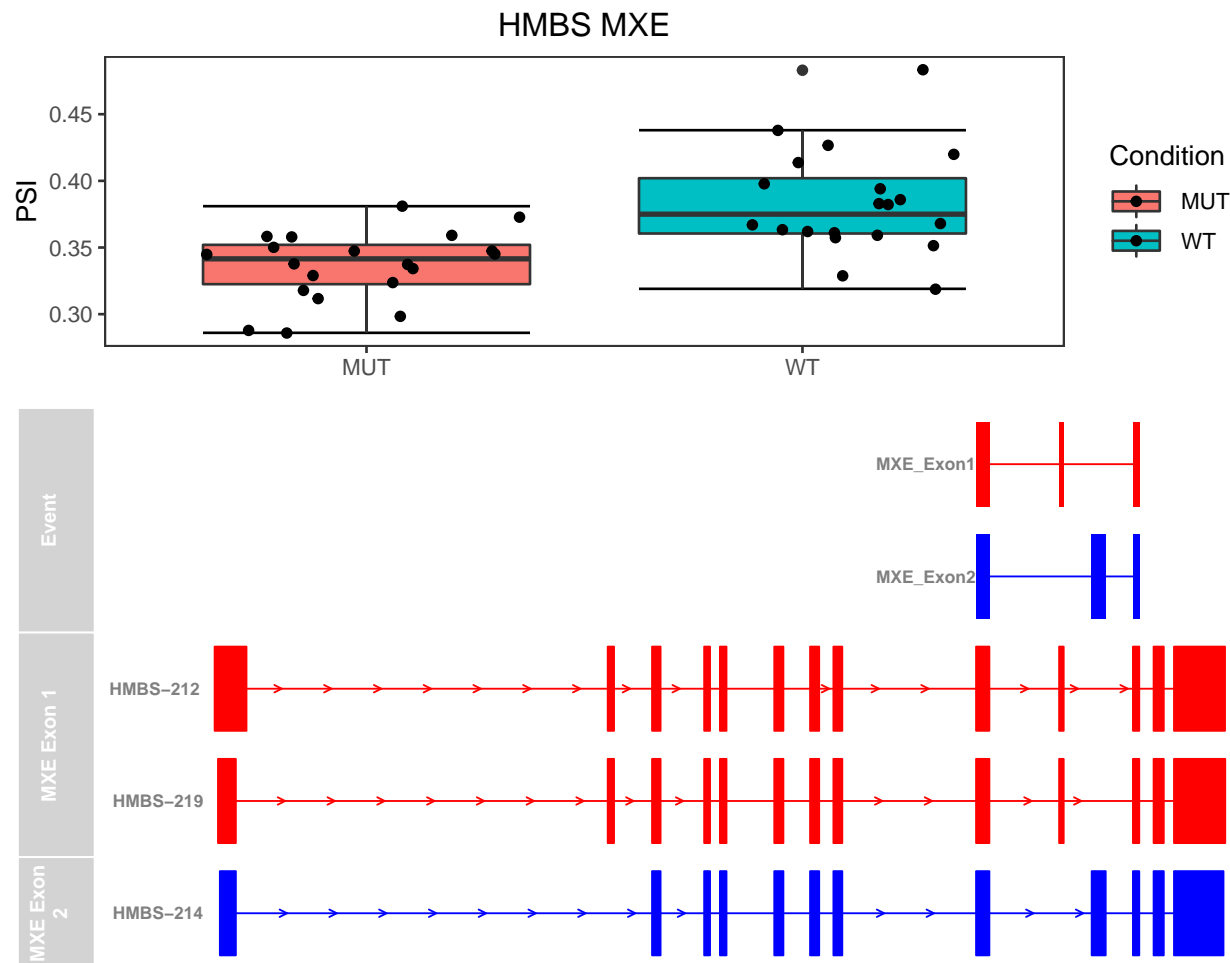 HMBS MXE
PSI
0.45
0.40
0.35
0.30
MUT
WT
Condition
MUT
WT
Event
MXE_Exon1
MXE_Exon2
MXE Exon 1
HMBS−212
HMBS−219
MXE Exon
2
HMBS−214